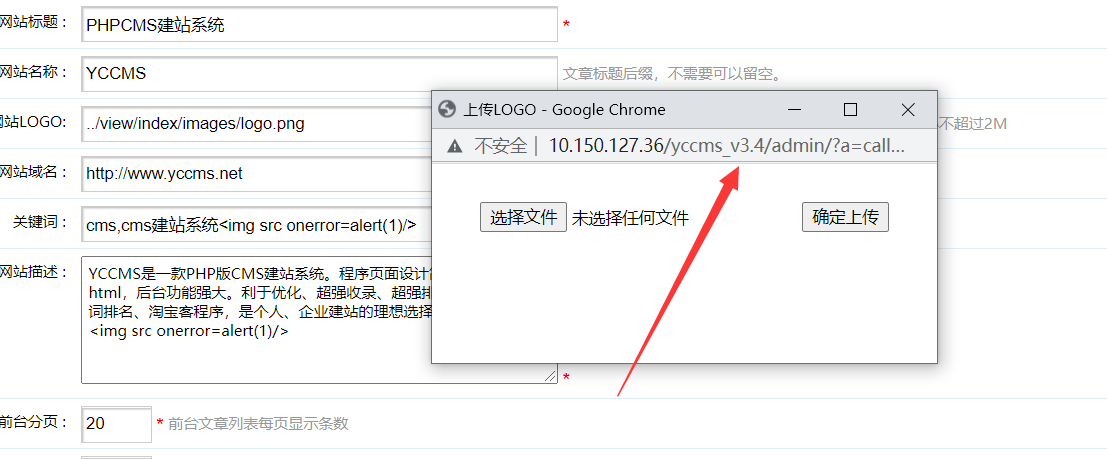 网站标题： PHPCMS建站系统 *
网站名称： YCCMS 文章标题后缀，不需要可以留空。
网站LOGO: ../view/index/images/logo.png 不超过2M
网站域名： http://www.yccms.net
关键词： cms,cms建站系统<img src onerror=alert(1)/>
网站描述： YCCMS是一款PHP版CMS建站系统。程序页面设计
html，后台功能强大。利于优化、超强收录、超强排
词排名、淘宝客程序，是个人、企业建站的理想选择
<img src onerror=alert(1)/>
*
前台分页： 20 * 前台文章列表每页显示条数
上传LOGO - Google Chrome
不安全 | 10.150.127.36/yccms_v3.4/admin/?a=call...
选择文件 未选择任何文件 确定上传